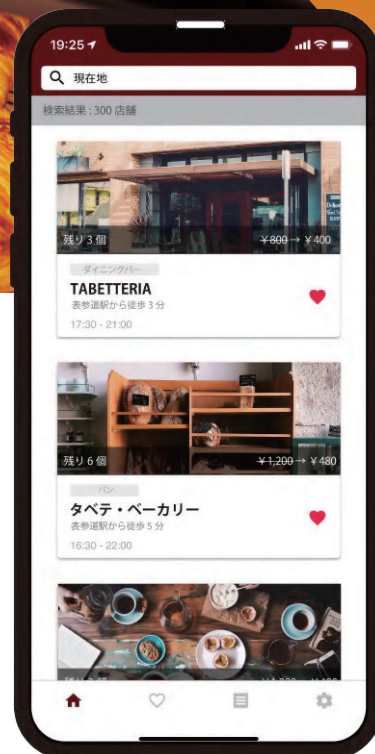 19:25
現在地
検索結果 : 300 店舗
残り 3 個
¥800 → ¥400
ダイニングバー
TABETTERIA
表参道駅から徒歩 3 分
17:30 - 21:00
残り 6 個
¥1,200 → ¥480
パン
タベテ・ベーカリー
表参道駅から徒歩 5 分
16:30 - 22:00